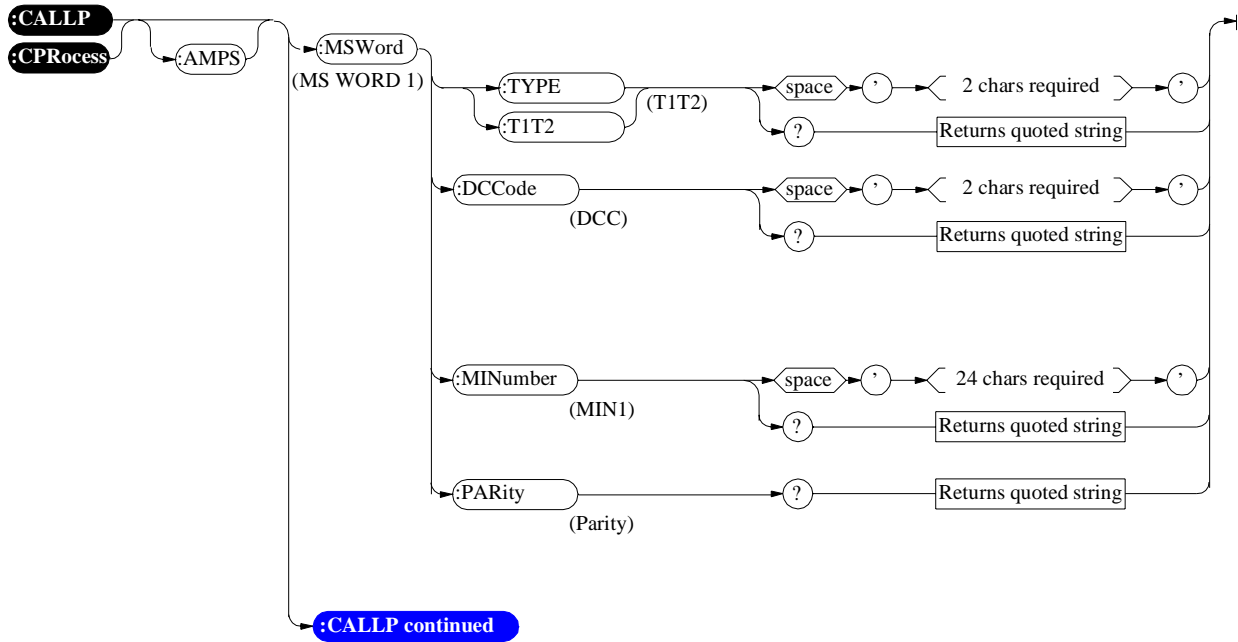 :CALLP
:CPRocess
:AMPS
:MSWord
(MS WORD 1)
:TYPE
:T1T2
(T1T2)
space ’ 2 chars required ’
? Returns quoted string
:DCCode
(DCC)
space ’ 2 chars required ’
? Returns quoted string
:MINumber
(MIN1)
space ’ 24 chars required ’
? Returns quoted string
:PARity
(Parity)
? Returns quoted string
:CALLP continued